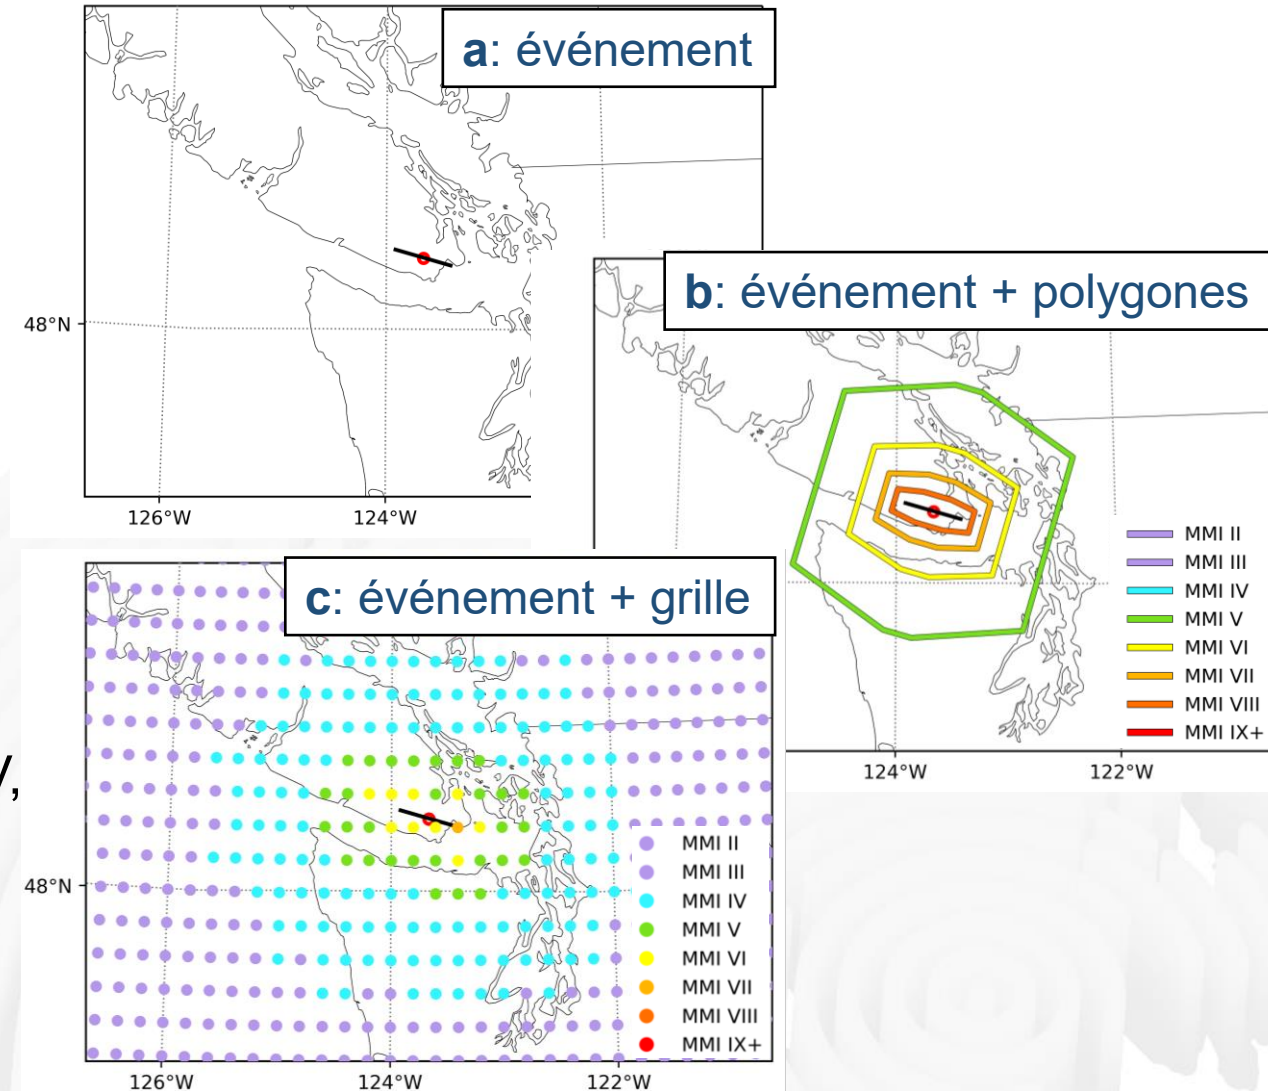 a: événement
48°N
126°W 124°W
b: événement + polygones
MMI II
MMI III
MMI IV
MMI V
MMI VI
MMI VII
MMI VIII
MMI IX+
124°W 122°W
c: événement + grille
y,
48°N
MMI II
MMI III
MMI IV
MMI V
MMI VI
MMI VII
MMI VIII
MMI IX+
126°W 124°W 122°W